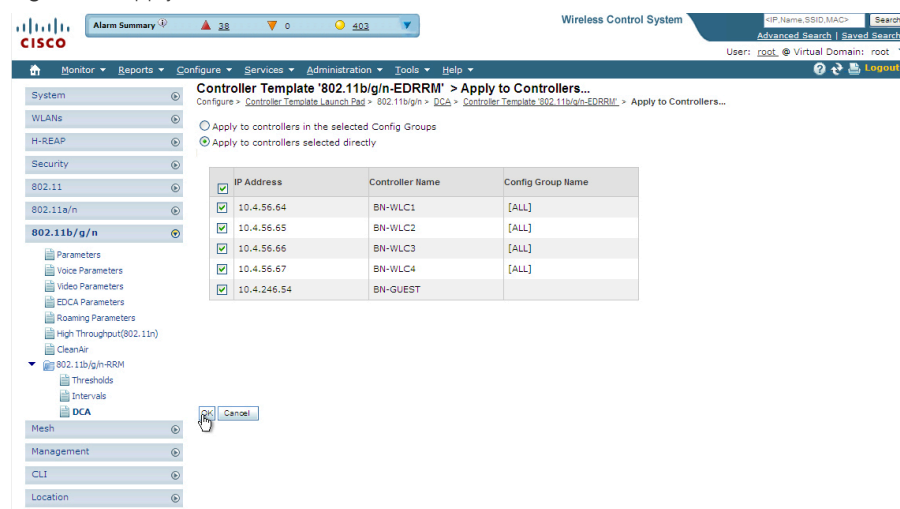 Alarm Summary 38 0 403
Wireless Control System
<IP,Name,SSID,MAC> Search
Advanced Search | Saved Search
CISCO
User: root @ Virtual Domain: root
Monitor Reports Configure Services Administration Tools Help Logout
Controller Template '802.11b/g/n-EDRRM' > Apply to Controllers...
Configure > Controller Template Launch Pad > 802.11b/g/n > DCA > Controller Template '802.11b/g/n-EDRRM' > Apply to Controllers...
System
WLANs
H-REAP
Security
802.11
802.11a/n
802.11b/g/n
Parameters
Voice Parameters
Video Parameters
EDCA Parameters
Roaming Parameters
High Throughput(802.11n)
CleanAir
802.11b/g/n-RRM
Thresholds
Intervals
DCA
Mesh
Management
CLI
Location
Apply to controllers in the selected Config Groups
Apply to controllers selected directly
IP Address Controller Name Config Group Name
10.4.56.64 BN-WLC1 [ALL]
10.4.56.65 BN-WLC2 [ALL]
10.4.56.66 BN-WLC3 [ALL]
10.4.56.67 BN-WLC4 [ALL]
10.4.246.54 BN-GUEST
OK Cancel